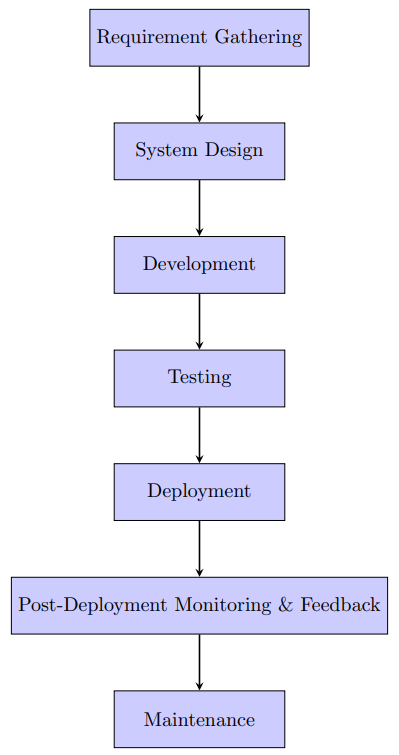 Requirement Gathering
System Design
Development
Testing
Deployment
Post-Deployment Monitoring & Feedback
Maintenance